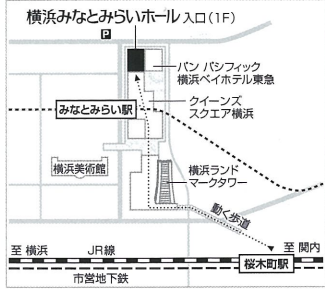 横浜みなとみらいホール 入口(1F)
P
パン パシフィック
横浜ベイホテル東急
みなとみらい駅
クイーンズ
スクエア横浜
横浜美術館
横浜ランド
マークタワー
動く歩道
至 横浜
JR線
至 関内
桜木町駅
市営地下鉄